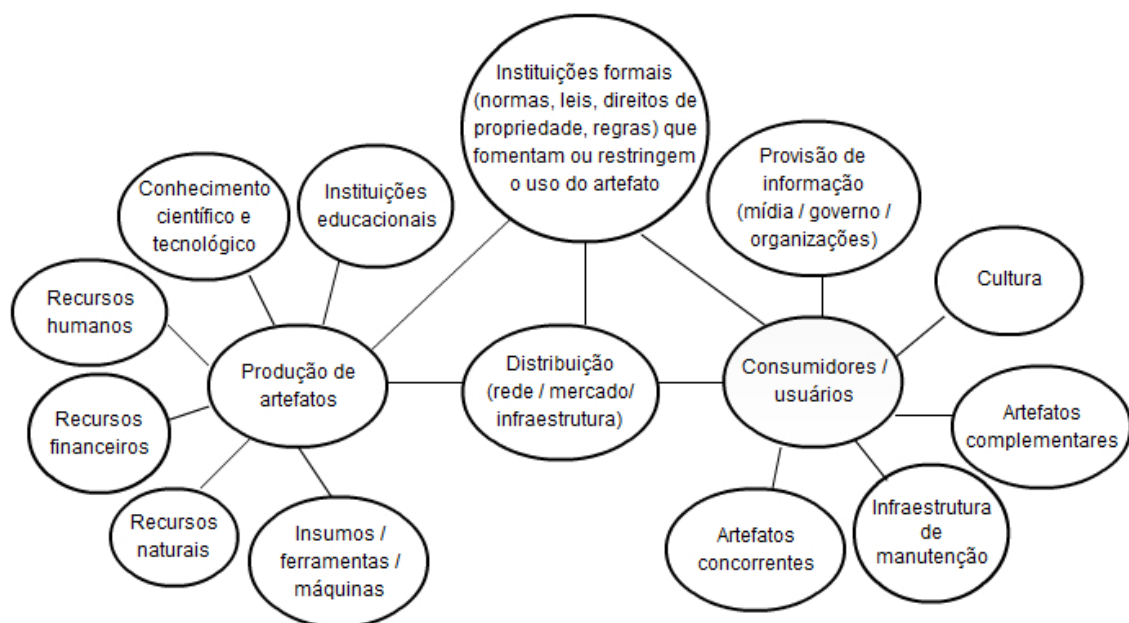 Instituições formais
(normas, leis, direitos de
propriedade, regras) que
fomentam ou restringem
o uso do artefato
Provisão de
informação
(mídia / governo /
organizações)
Conhecimento
científico e
tecnológico
Instituições
educacionais
Cultura
Recursos
humanos
Produção de
artefatos
Distribuição
(rede / mercado/
infraestrutura)
Consumidores /
usuários
Recursos
financeiros
Artefatos
complementares
Recursos
naturais
Insumos /
ferramentas /
máquinas
Artefatos
concorrentes
Infraestrutura
de
manutenção